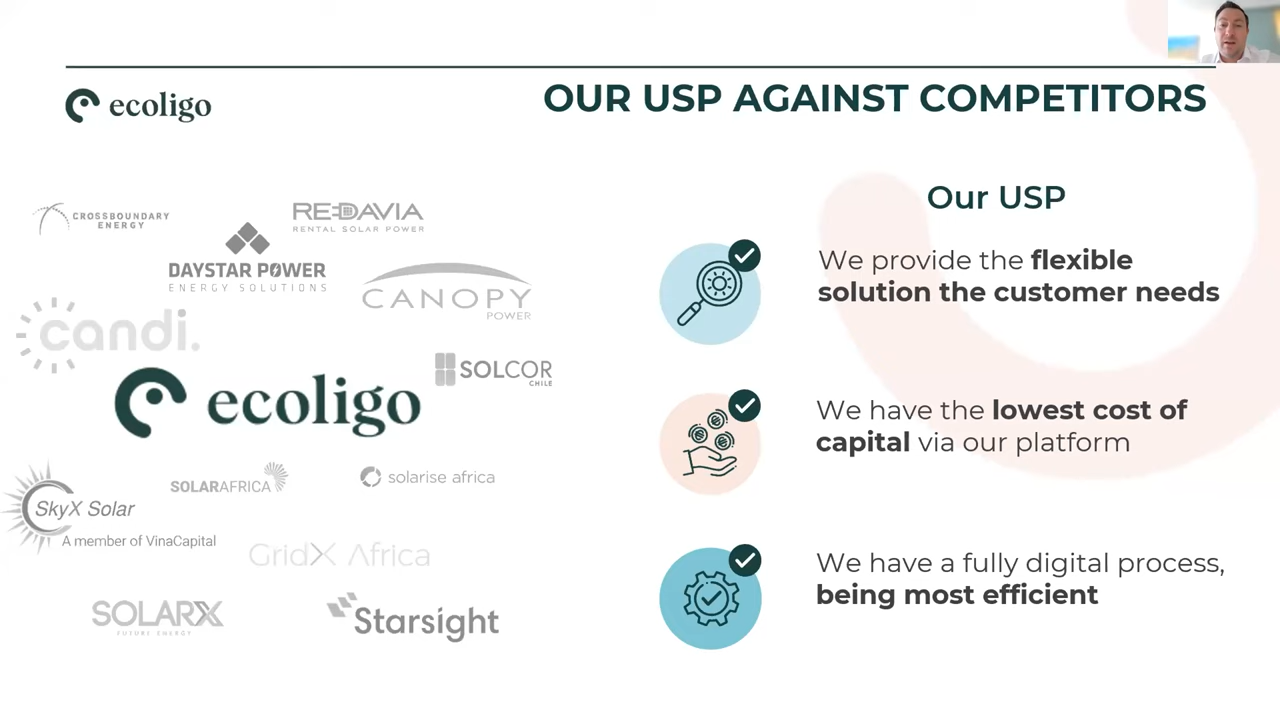 ecoligo
OUR USP AGAINST COMPETITORS
CROSSBOUNDARY
ENERGY
REDAVIA
RENTAL SOLAR POWER
DAYSTAR POWER
ENERGY SOLUTIONS
CANOPY
POWER
candi.
SOLCOR
CHILE
ecoligo
SOLARAFRICA
solarise africa
SkyX Solar
A member of VinaCapital
GridX Africa
SOLARX
FUTURE ENERGY
Starsight
Our USP
We provide the flexible
solution the customer needs
We have the lowest cost of
capital via our platform
We have a fully digital process,
being most efficient